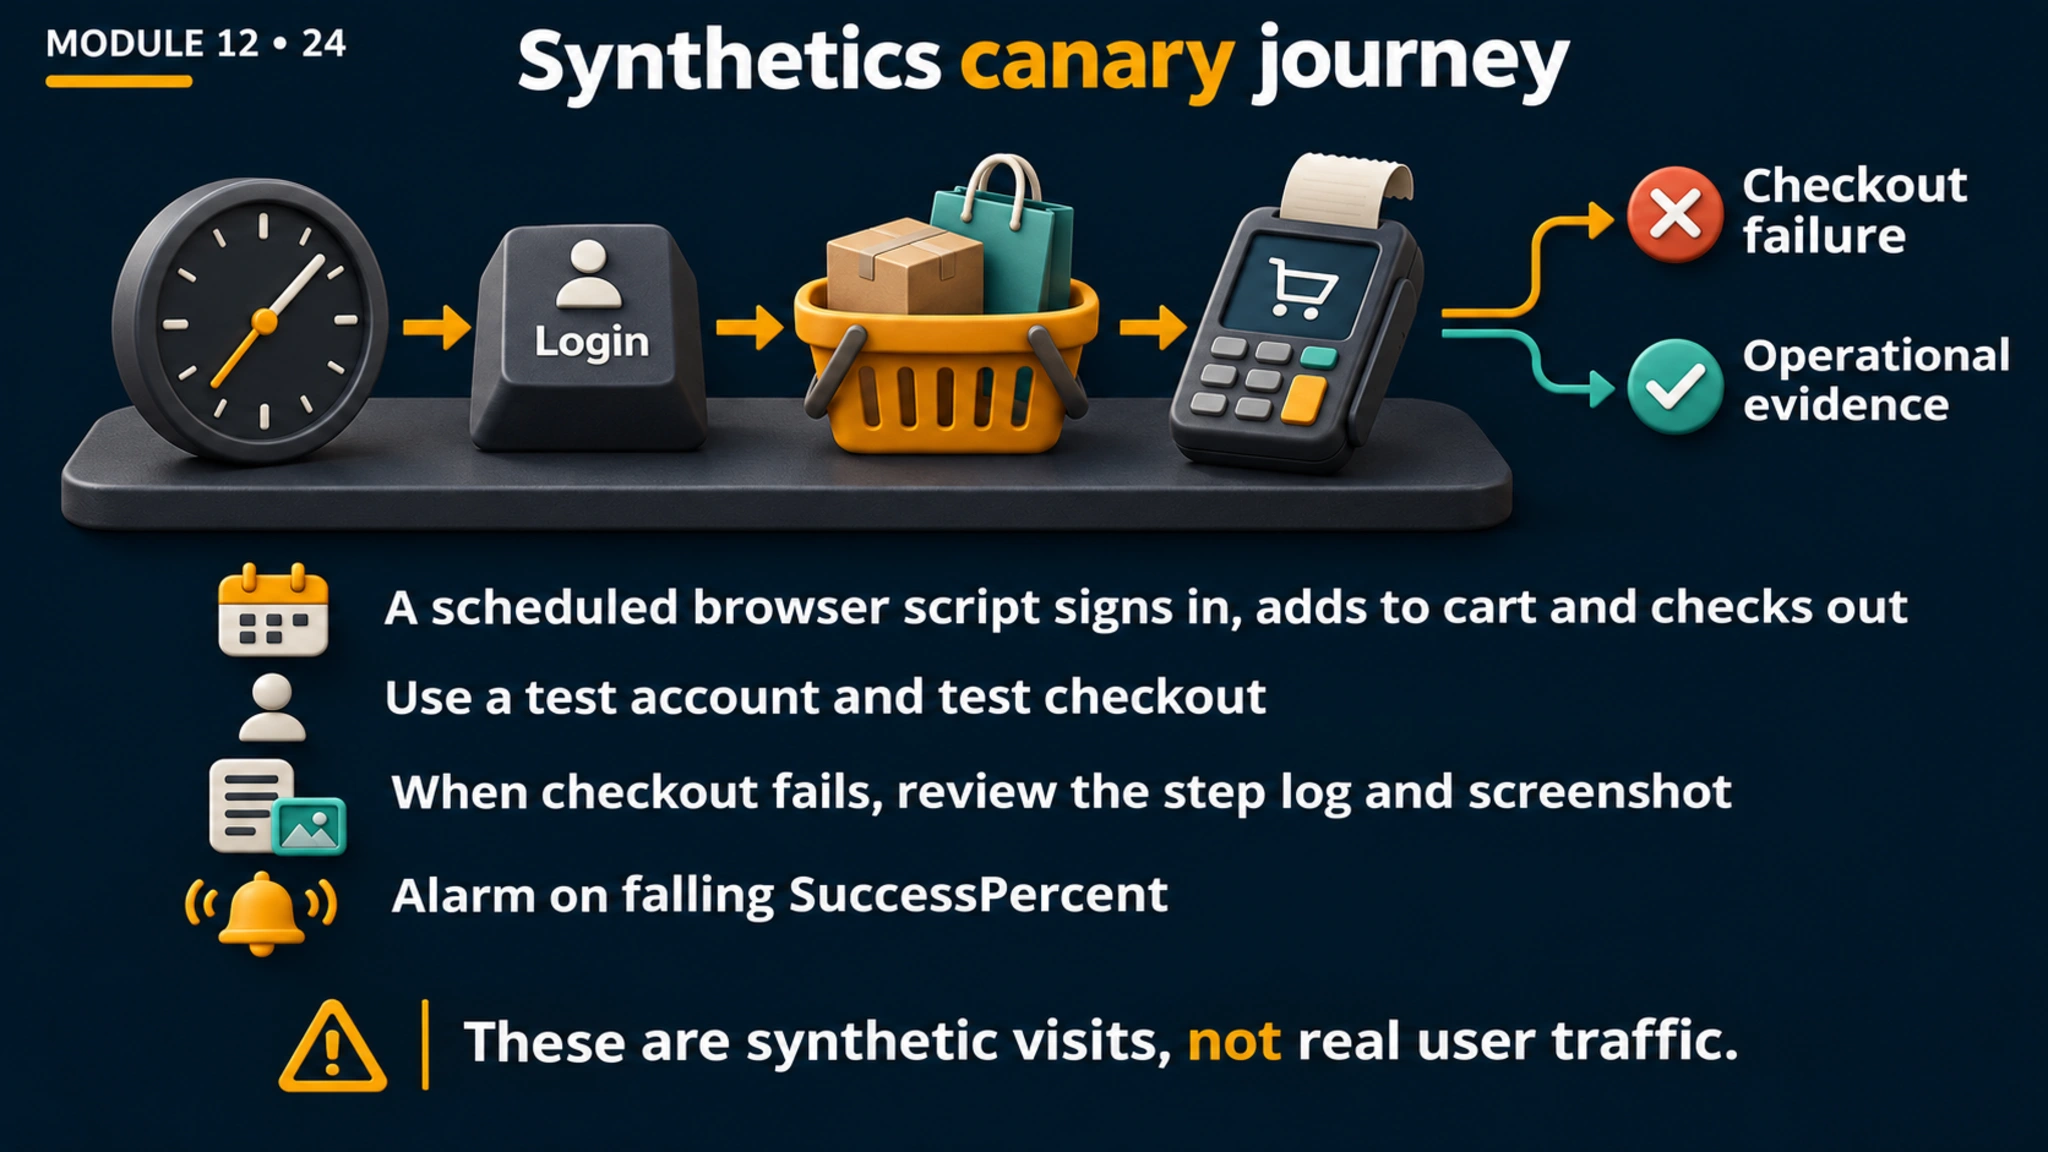 MODULE 12 • 24
Synthetics canary journey
Login
Checkout
failure
Operational
evidence
A scheduled browser script signs in, adds to cart and checks out
Use a test account and test checkout
When checkout fails, review the step log and screenshot
Alarm on falling SuccessPercent
These are synthetic visits, not real user traffic.